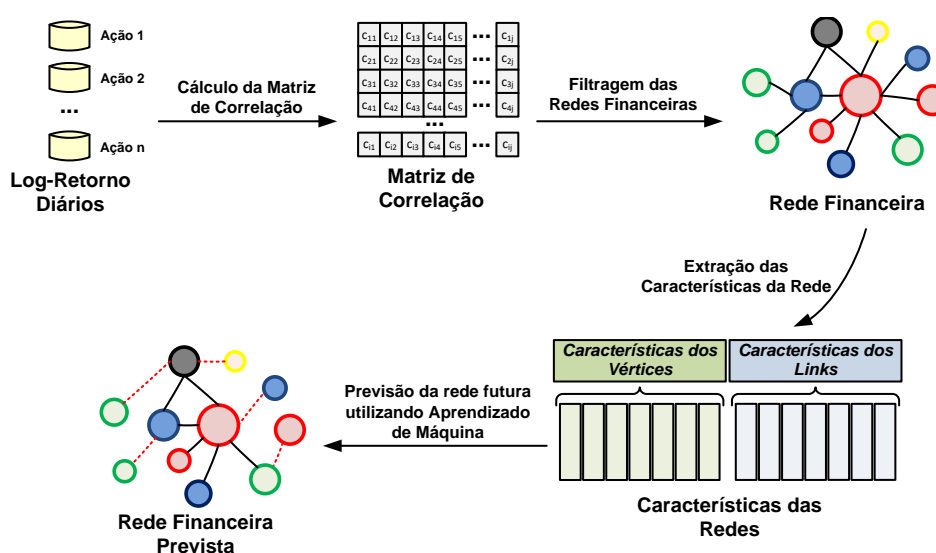 Ação 1
Ação 2
...
Ação n
Log-Retorno
Diários
Cálculo da Matriz
de Correlação
c11 c12 c13 c14 c15 ... c1j
c21 c22 c23 c24 c25 ... c2j
c31 c32 c33 c34 c35 ... c3j
c41 c42 c43 c44 c45 ... c4j
...
ci1 ci2 ci3 ci4 ci5 ... cij
Matriz de
Correlação
Filtragem das
Redes Financeiras
Rede Financeira
Extração das
Características da Rede
Características dos
Vértices
Características dos
Links
Características das
Redes
Previsão da rede futura
utilizando Aprendizado
de Máquina
Rede Financeira
Prevista